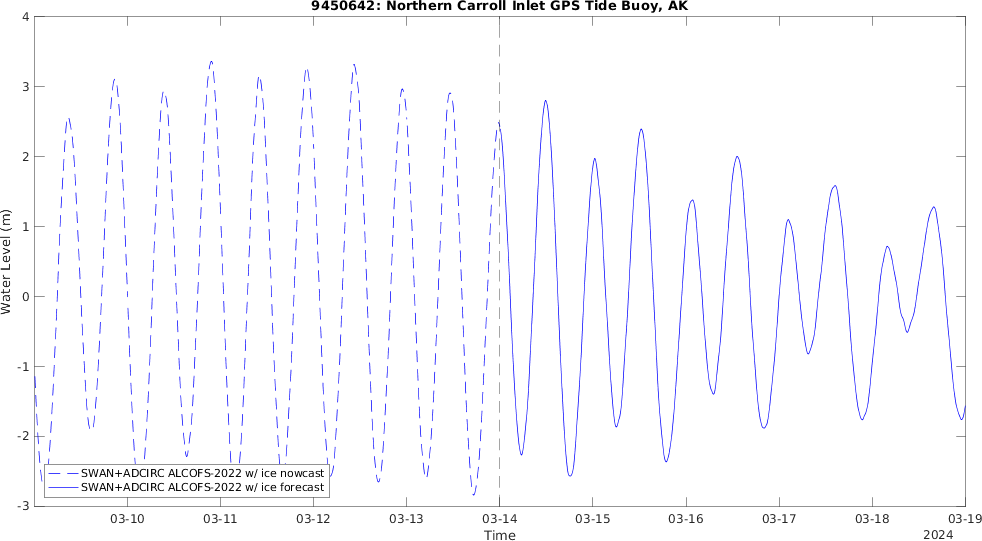 9450642: Northern Carroll Inlet GPS Tide Buoy, AK
4
3
2
1
0
-1
-2
-3
Water Level (m)
SWAN+ADCIRC ALCOFS-2022 w/ ice nowcast
SWAN+ADCIRC ALCOFS-2022 w/ ice forecast
03-10 03-11 03-12 03-13 03-14 03-15 03-16 03-17 03-18 03-19
Time
2024